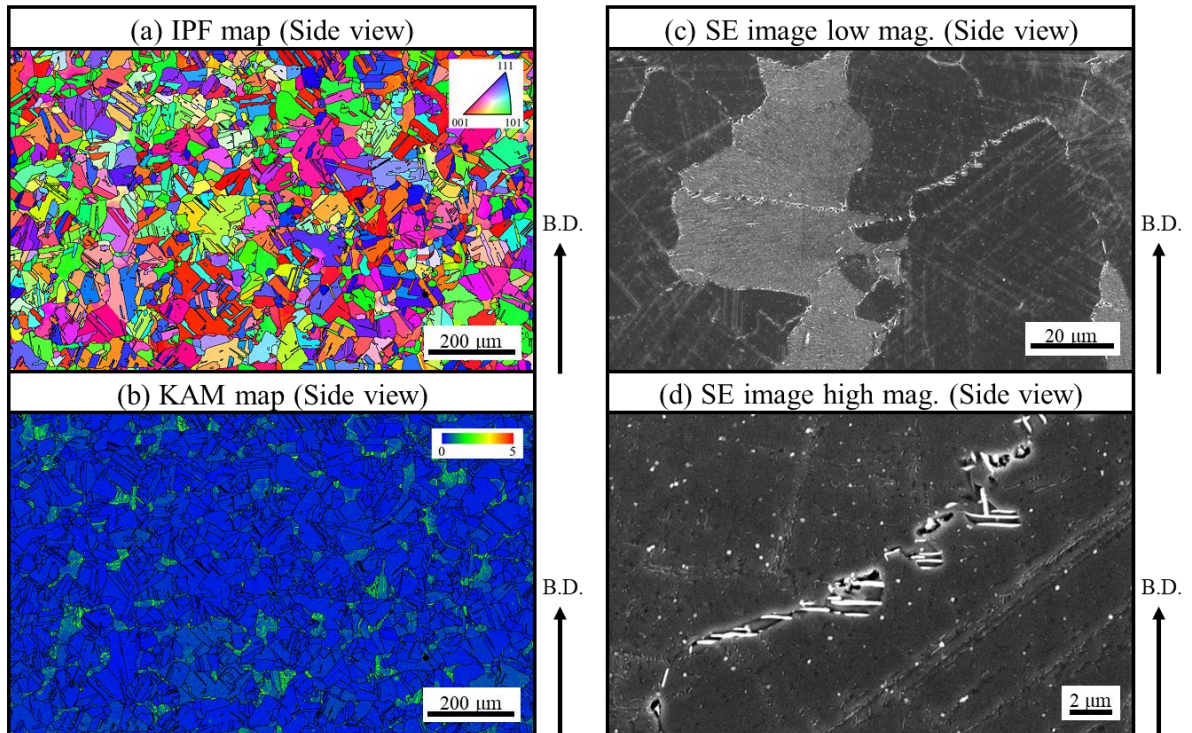 (a) IPF map (Side view)
111
001
101
200 μm
B.D.
(b) KAM map (Side view)
0
5
200 μm
B.D.
(c) SE image low mag. (Side view)
20 μm
B.D.
(d) SE image high mag. (Side view)
2 μm
B.D.